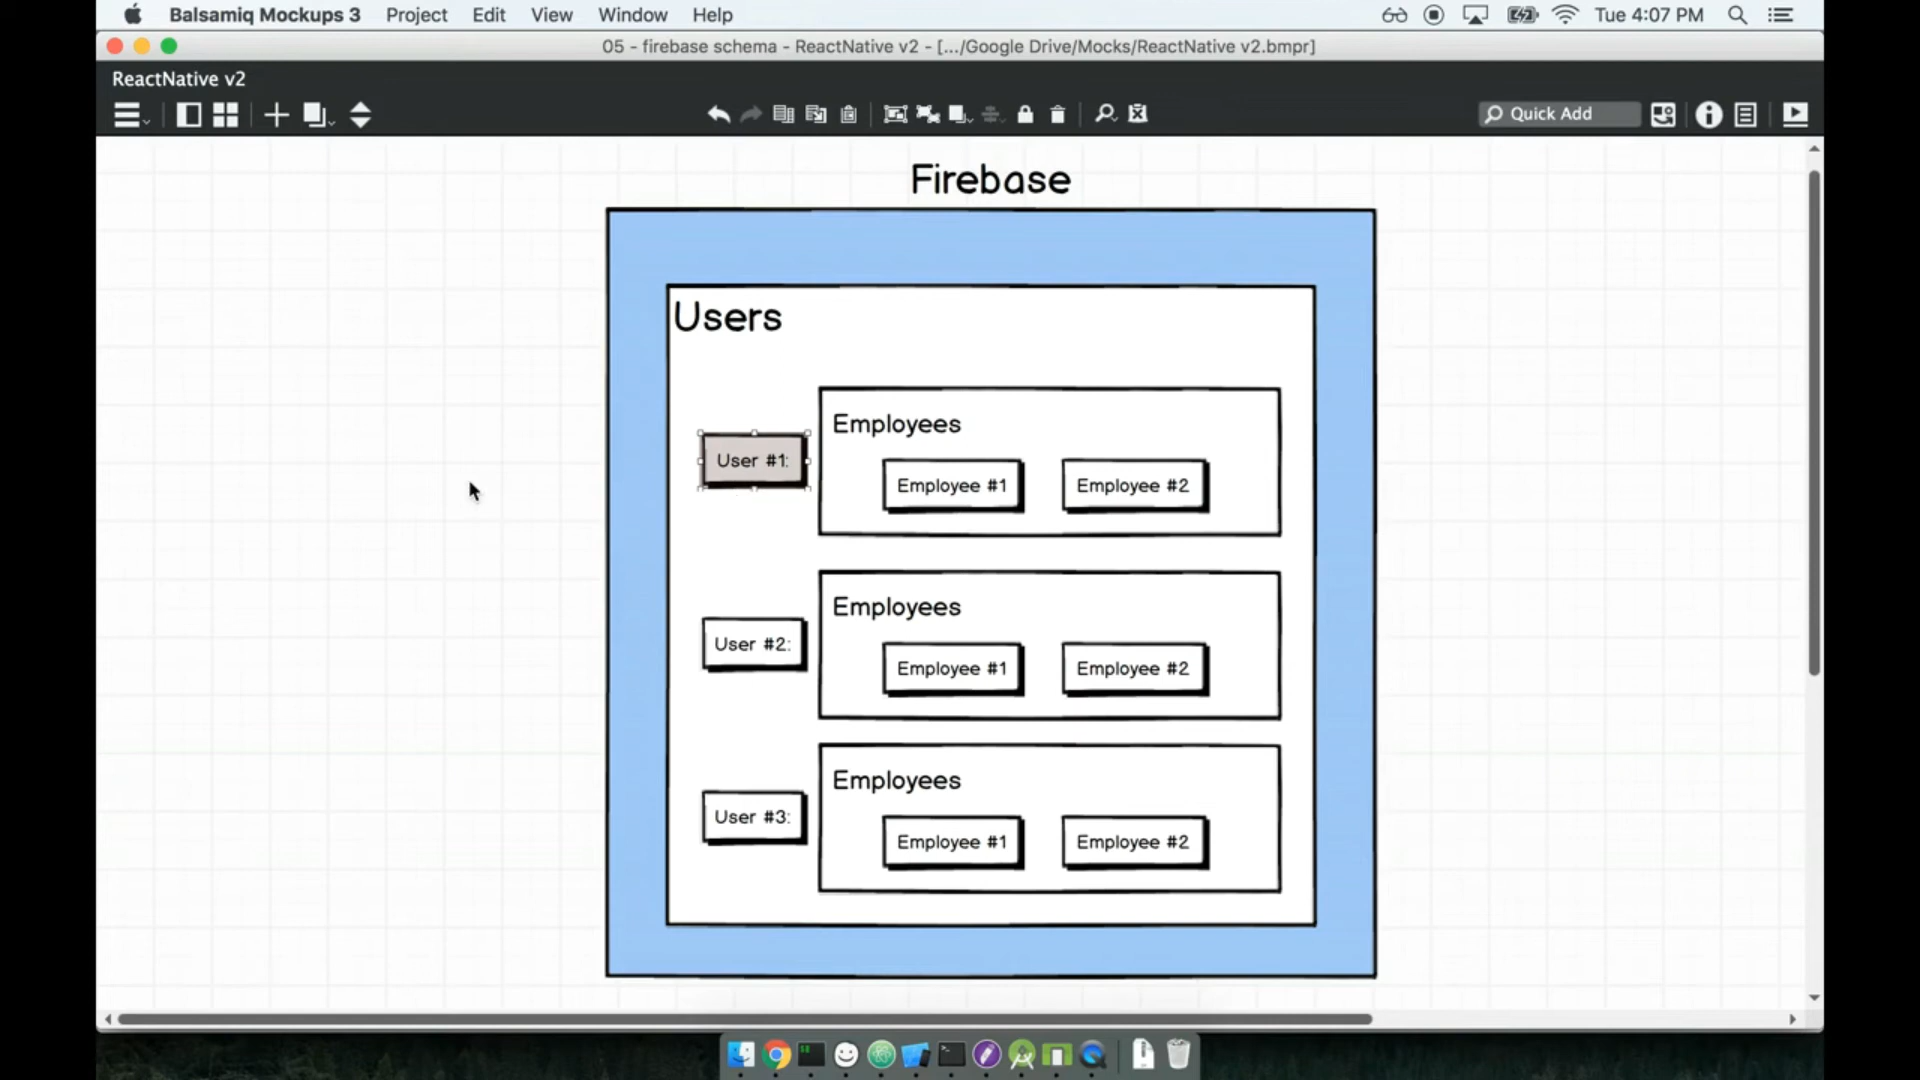 Balsamiq Mockups 3 Project Edit View Window Help Tue 4:07 PM
05 - firebase schema - ReactNative v2 - [.../Google Drive/Mocks/ReactNative v2.bmpr]
ReactNative v2
Quick Add
Firebase
Users
Employees
User #1:
Employee #1 Employee #2
Employees
User #2:
Employee #1 Employee #2
Employees
User #3:
Employee #1 Employee #2